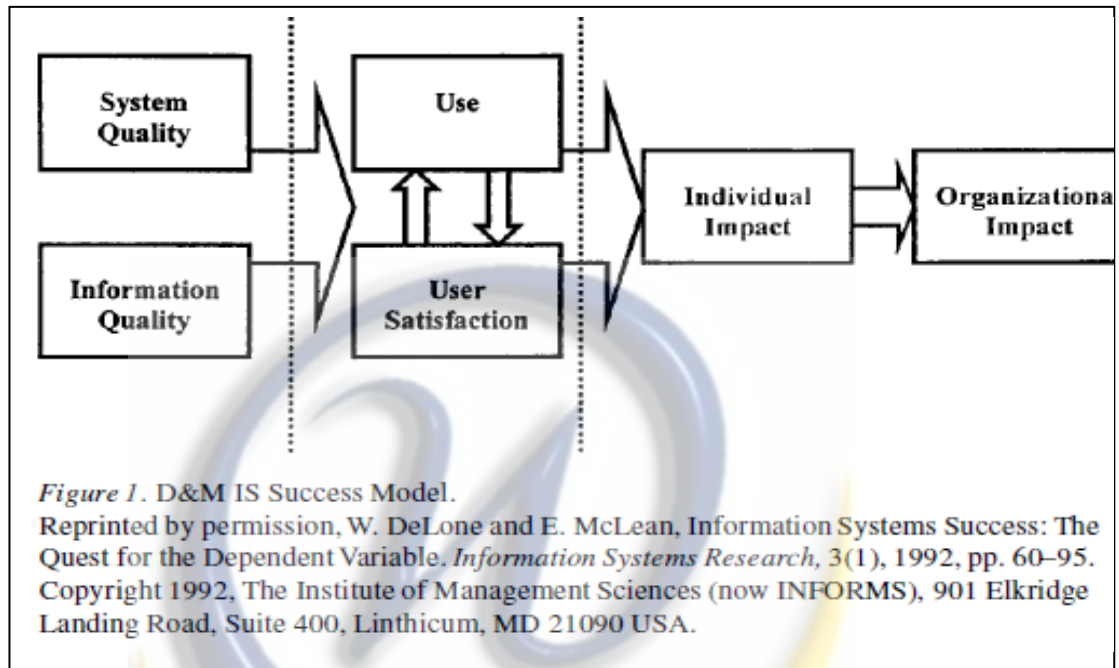 System
Quality
Use
Individual
Impact
Organizationa
Impact
Information
Quality
User
Satisfaction
Figure 1. D&M IS Success Model.
Reprinted by permission, W. DeLone and E. McLean, Information Systems Success: The
Quest for the Dependent Variable. Information Systems Research, 3(1), 1992, pp. 60–95.
Copyright 1992, The Institute of Management Sciences (now INFORMS), 901 Elkridge
Landing Road, Suite 400, Linthicum, MD 21090 USA.